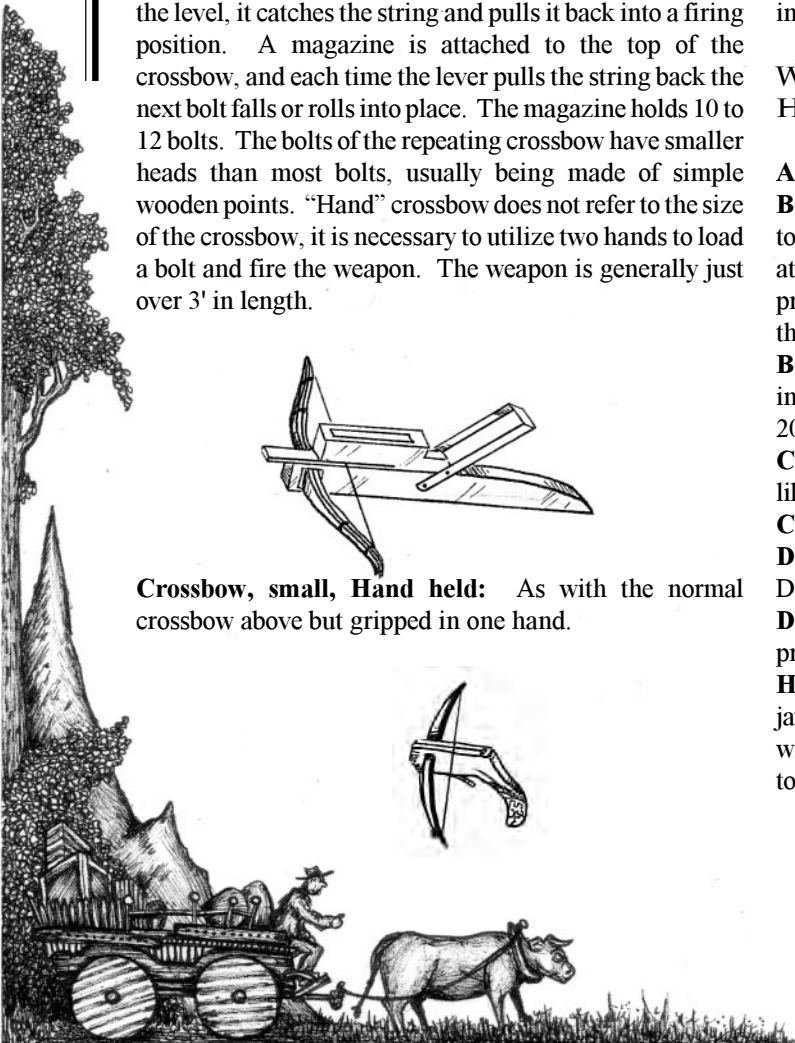 the level, it catches the string and pulls it back into a firing
position. A magazine is attached to the top of the
crossbow, and each time the lever pulls the string back the
next bolt falls or rolls into place. The magazine holds 10 to
12 bolts. The bolts of the repeating crossbow have smaller
heads than most bolts, usually being made of simple
wooden points. “Hand” crossbow does not refer to the size
of the crossbow, it is necessary to utilize two hands to load
a bolt and fire the weapon. The weapon is generally just
over 3' in length.
Crossbow, small, Hand held: As with the normal
crossbow above but gripped in one hand.
in
to
20